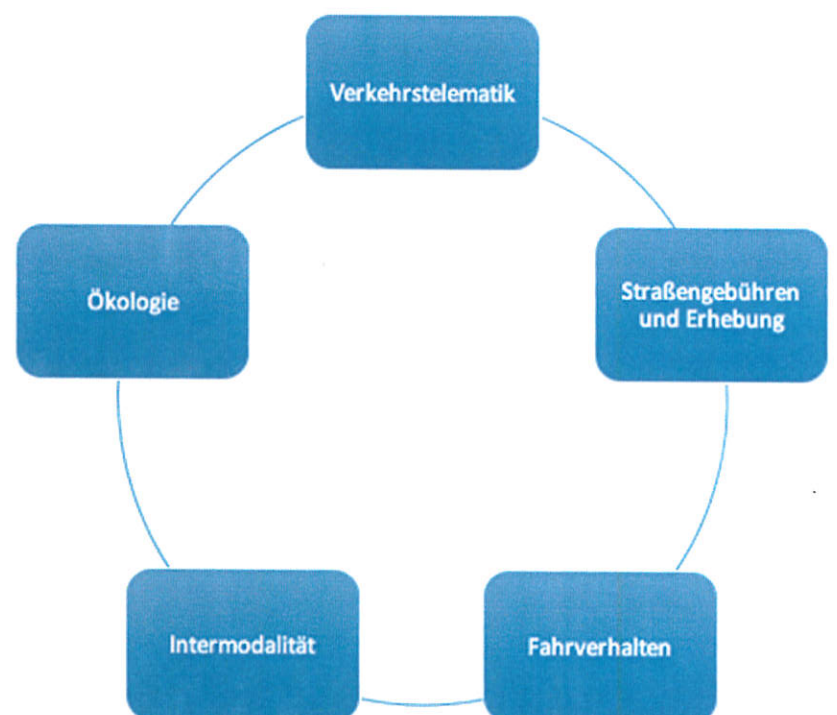 Verkehrstelematik
Straßengebühren
und Erhebung
Fahrverhalten
Intermodalität
Ökologie